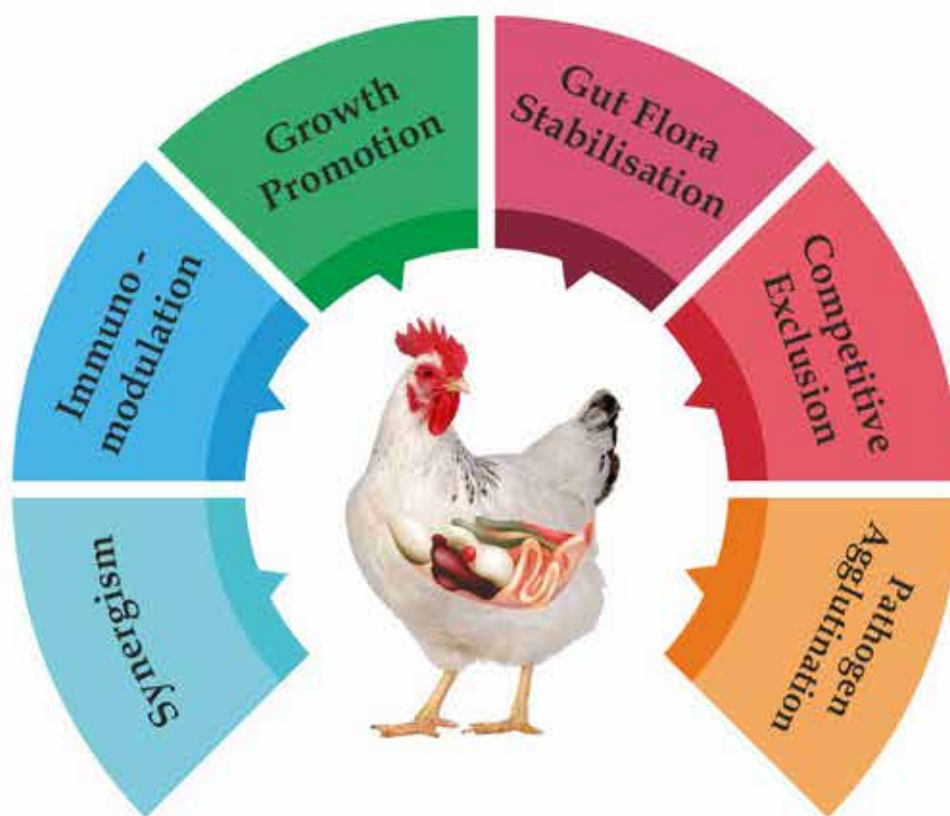 Synergism
Immuno -
modulation
Growth
Promotion
Gut Flora
Stabilisation
Competitive
Exclusion
Pathogen
Agglutination